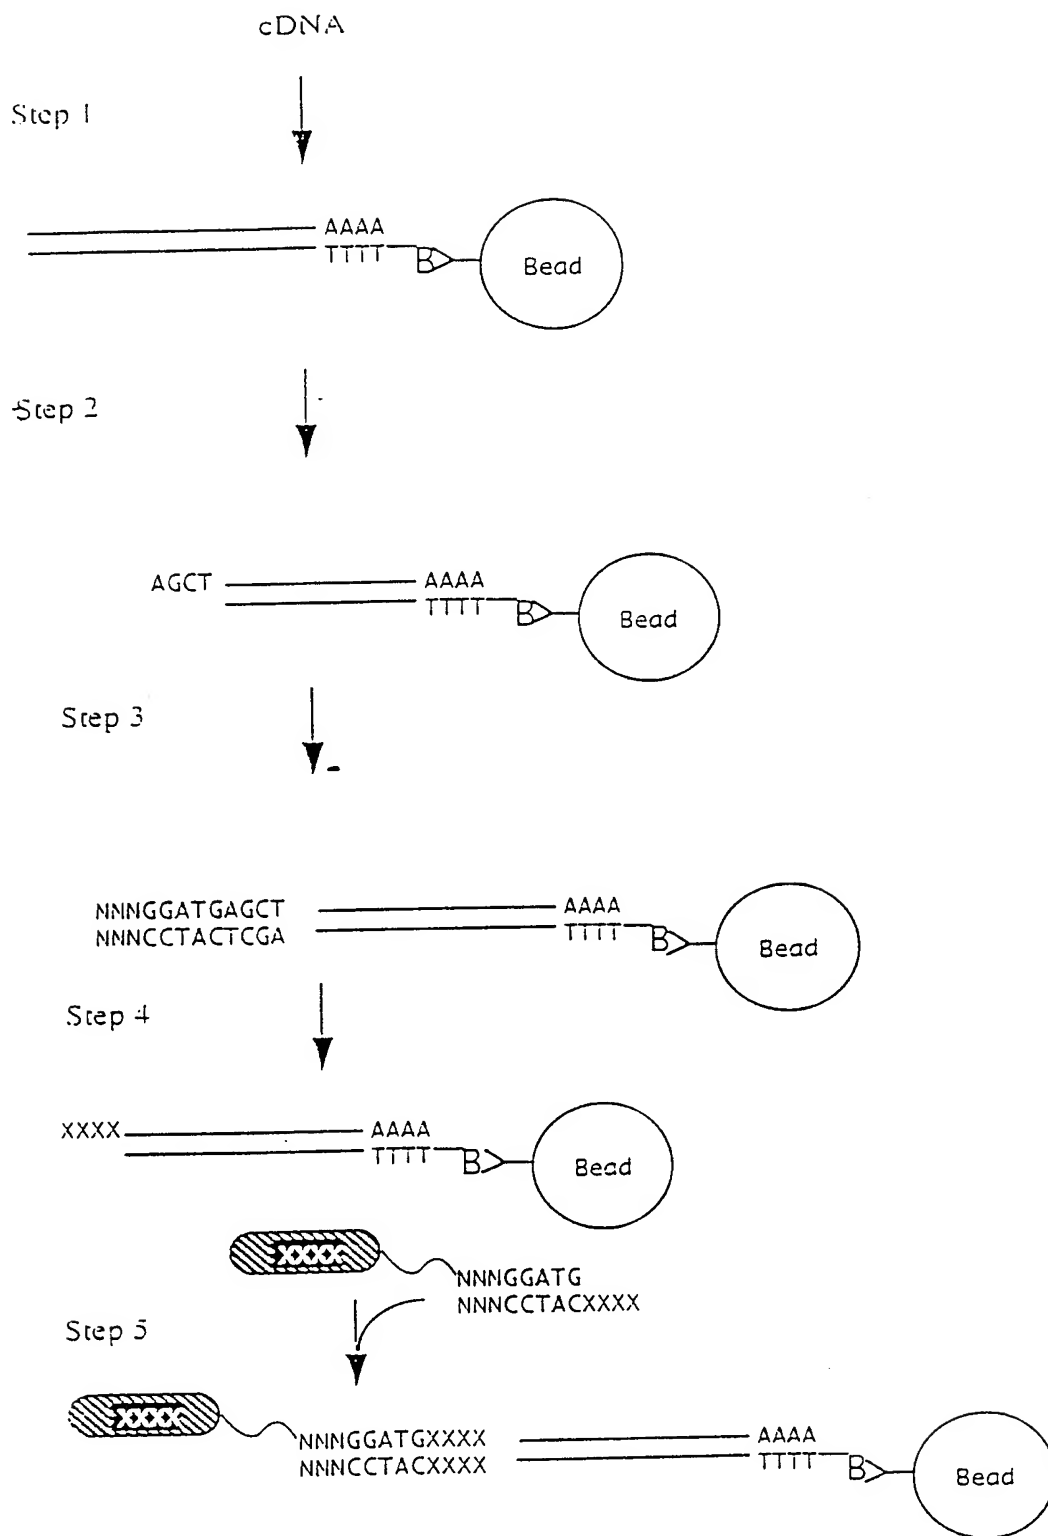 cDNA
Step 1
AAAA
TTTT
B
Bead
Step 2
AGCT
AAAA
TTTT
B
Bead
Step 3
NNNGGATGAGCT
NNNCCTACTCGA
AAAA
TTTT
B
Bead
Step 4
XXXX
AAAA
TTTT
B
Bead
XXXX
NNNGGATG
NNNCCTACXXXX
Step 5
XXXX
NNNGGATGXXXX
NNNCCTACXXXX
AAAA
TTTT
B
Bead